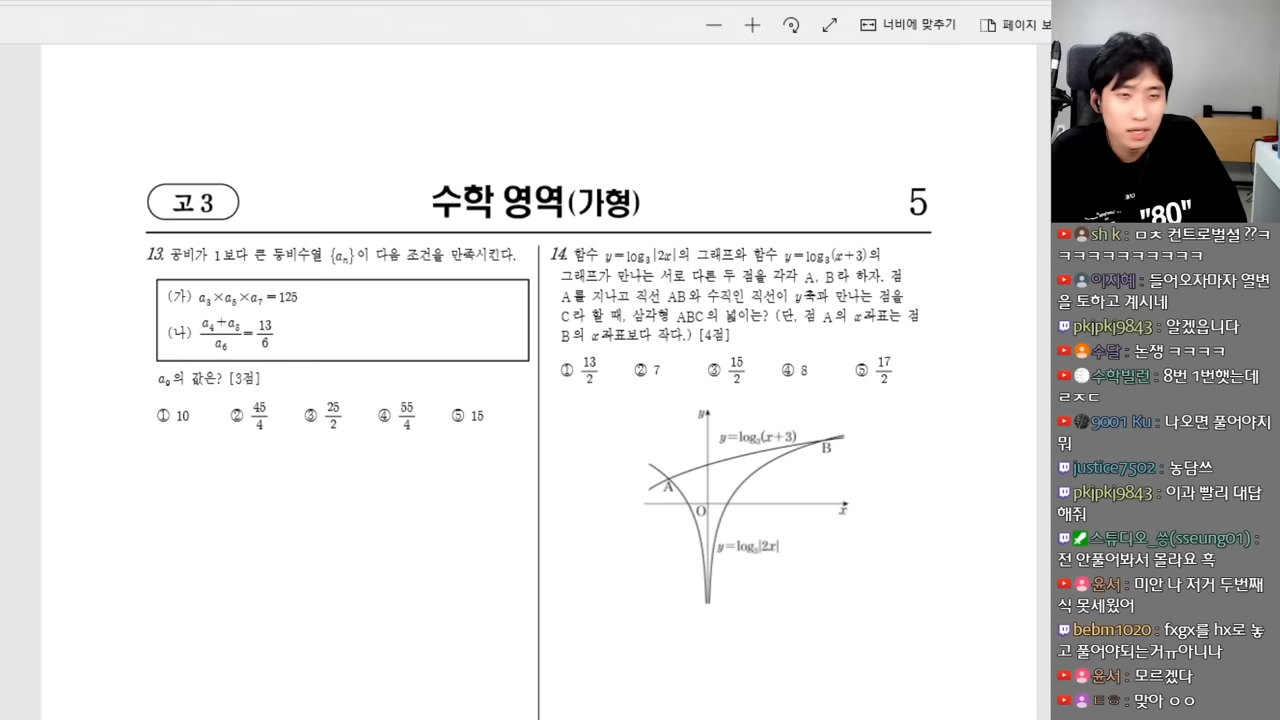 너비에 맞추기
페이지 보
고 3
수학 영역(가형)
5
13. 공비가 1보다 큰 등비수열 {aₙ}이 다음 조건을 만족시킨다.
(가) a₃×a₅×a₇=125
(나) (a₄+a₈)/a₆=13/6
a₉의 값은? [3점]
① 10 ② 45/4 ③ 25/2 ④ 55/4 ⑤ 15
14. 함수 y=log₃|2x|의 그래프와 함수 y=log₃(x+3)의
그래프가 만나는 서로 다른 두 점을 각각 A, B라 하자. 점
A를 지나고 직선 AB와 수직인 직선이 y축과 만나는 점을
C라 할 때, 삼각형 ABC의 넓이는? (단, 점 A의 x좌표는 점
B의 x좌표보다 작다.) [4점]
① 13/2 ② 7 ③ 15/2 ④ 8 ⑤ 17/2
y
y=log₃(x+3)
B
A
O
x
y=log₃|2x|
"80"
sh k : ㅁㅊ 컨트로벌설 ??ㅋ
ㅋㅋㅋㅋㅋㅋㅋㅋㅋㅋ
이지혜 : 들어오자마자 열변
을 토하고 계시네
pkjpkj9843 : 알겠읍니다
수달 : 논쟁 ㅋㅋㅋㅋ
수학빌런 : 8번 1번했는데
ㄹㅈㄷ
9001 Ku : 나오면 풀어야지
뭐
justice7502 : 농담쓰
pkjpkj9843 : 이과 빨리 대답
해줘
스튜디오_씅(sseung01) :
전 안풀어봐서 몰라요 흑
윤서 : 미안 나 저거 두번째
식 못세웠어
bebm1020 : fxgx를 hx로 놓
고 풀어야되는거ㅠ아니나
윤서 : 모르겠다
ㅌㅎ : 맞아 ㅇㅇ